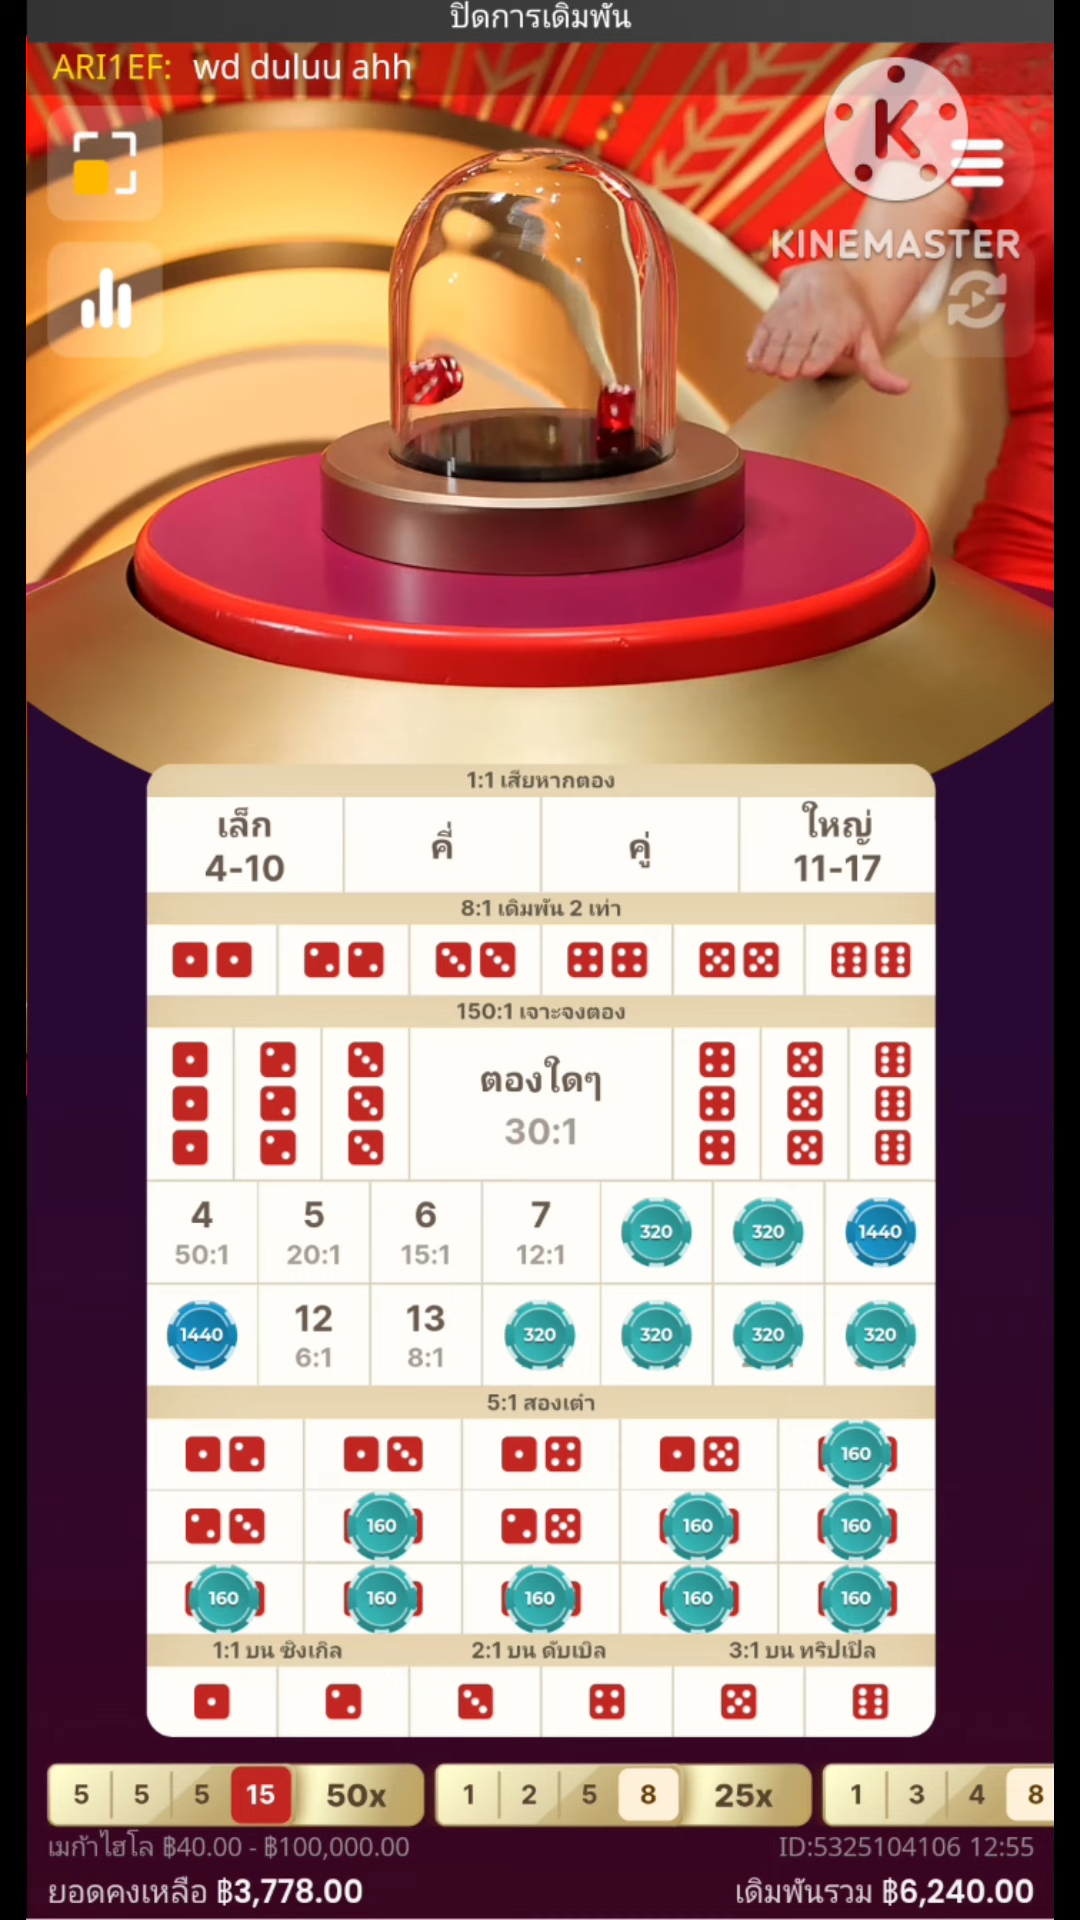 ปิดการเดิมพัน
ARI1EF: wd duluu ahh
K
KINEMASTER
1:1 เสียหากตอง
เล็ก 4-10
คี่
คู่
ใหญ่ 11-17
8:1 เดิมพัน 2 เท่า
150:1 เจาะจงตอง
ตองใดๆ
30:1
4 5 6 7 320 320 1440
50:1 20:1 15:1 12:1
1440 12 13 320 320 320 320
6:1 8:1
5:1 สองเต๋า
160
160 160 160
160 160 160 160 160
1:1 บน ซิงเกิล 2:1 บน ดับเบิล 3:1 บน ทริปเปิล
5 5 5 15 50x 1 2 5 8 25x 1 3 4 8
เมก้าไฮโล ฿40.00 - ฿100,000.00 ID:5325104106 12:55
ยอดคงเหลือ ฿3,778.00 เดิมพันรวม ฿6,240.00